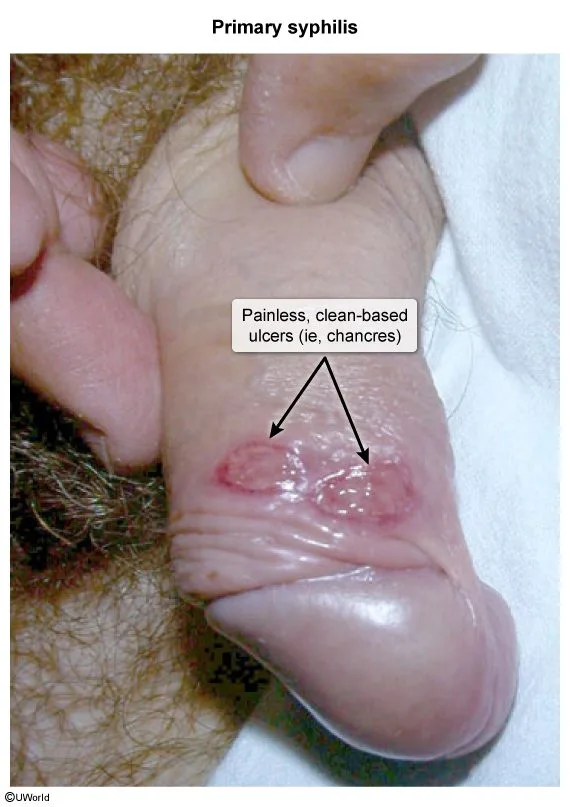 Primary syphilis
Painless, clean-based
ulcers (ie, chancres)
©UWorld